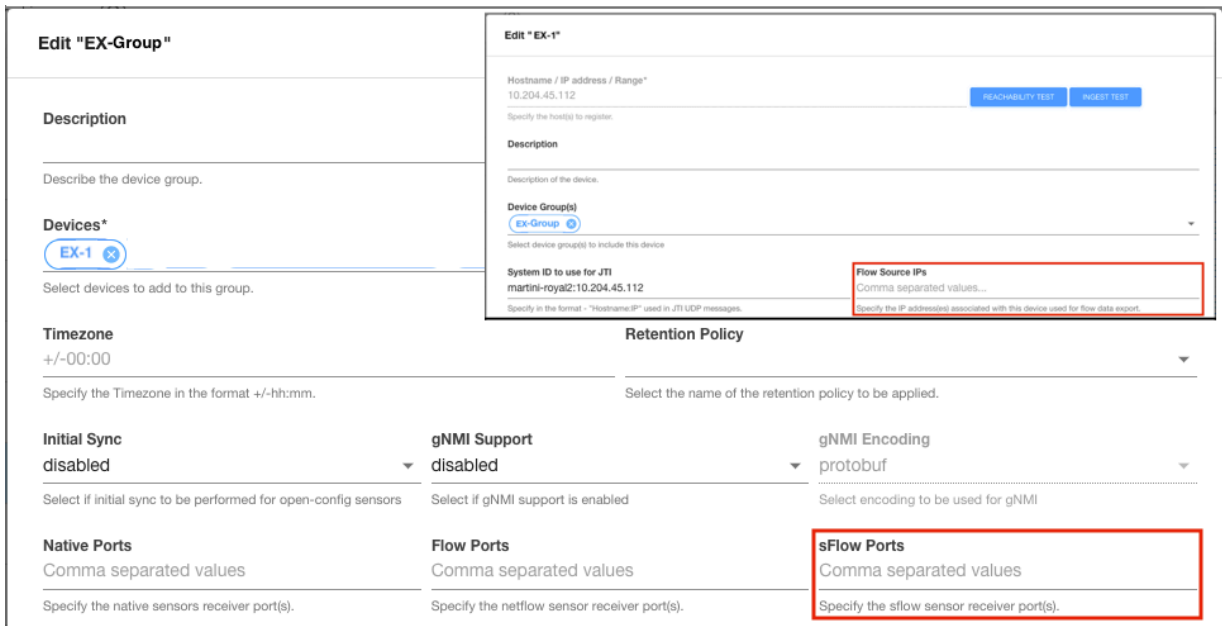 Edit "EX-Group"
Description
Describe the device group.
Devices*
EX-1
Select devices to add to this group.
Edit "EX-1"
Hostname / IP address / Range*
10.204.45.112
REACHABILITY TEST
INGEST TEST
Specify the host(s) to register.
Description
Description of the device.
Device Group(s)
EX-Group
Select device group(s) to include this device
System ID to use for JTI
Flow Source IPs
martini-royal2:10.204.45.112
Comma separated values...
Specify in the format - "Hostname:IP" used in JTI UDP messages.
Specify the IP address(es) associated with this device used for flow data export.
Timezone
Retention Policy
+/-00:00
Specify the Timezone in the format +/-hh:mm.
Select the name of the retention policy to be applied.
Initial Sync
gNMI Support
gNMI Encoding
disabled
disabled
protobuf
Select if initial sync to be performed for open-config sensors
Select if gNMI support is enabled
Select encoding to be used for gNMI
Native Ports
Flow Ports
sFlow Ports
Comma separated values
Comma separated values
Comma separated values
Specify the native sensors receiver port(s).
Specify the netflow sensor receiver port(s).
Specify the sflow sensor receiver port(s).